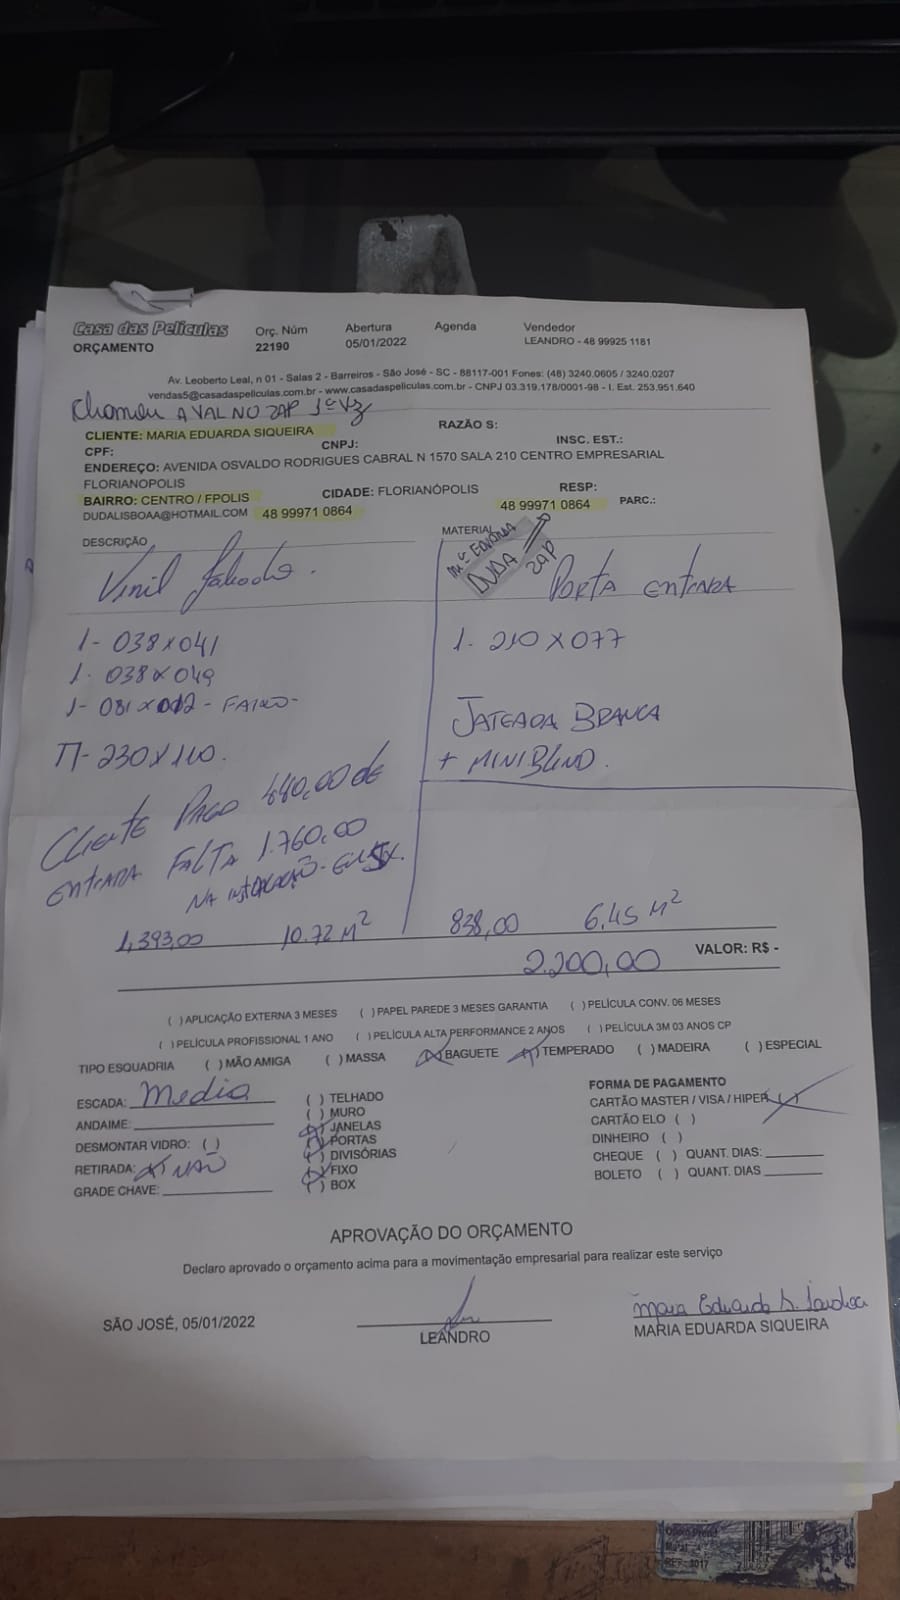 Casa das Películas
ORÇAMENTO
Orç. Núm
22190
Abertura
05/01/2022
Agenda
Vendedor
LEANDRO - 48 99925 1181
Av. Leoberto Leal, n 01 - Salas 2 - Barreiros - São José - SC - 88117-001 Fones: (48) 3240.0605 / 3240.0207
vendas5@casadaspeliculas.com.br - www.casadaspeliculas.com.br - CNPJ 03.319.178/0001-98 - I. Est. 253.951.640
Chamou A VAL NO ZAP 1ª Vz
CLIENTE: MARIA EDUARDA SIQUEIRA
RAZÃO S:
CPF:
CNPJ:
INSC. EST.:
ENDEREÇO: AVENIDA OSVALDO RODRIGUES CABRAL N 1570 SALA 210 CENTRO EMPRESARIAL
FLORIANOPOLIS
BAIRRO: CENTRO / FPOLIS
CIDADE: FLORIANÓPOLIS
RESP:
DUDALISBOAA@HOTMAIL.COM
48 99971 0864
48 99971 0864
PARC.:
DESCRIÇÃO
MATERIAL
Mª EDUARDA
DUDA
ZAP
Vinil Jateado.
PORTA ENTRADA
1- 038X041
1- 038X049
1- 210 X 077
JATEADA BRANCA
+ MINIBLIND.
11- 230X110.
CLIENTE PAGO 440,00 de
ENTRADA FALTA 1.760,00
NA INSTALAÇÃO -
1,393,00
10.72 M²
838,00
6,45 M²
2.200,00
VALOR: R$ -
( ) APLICAÇÃO EXTERNA 3 MESES ( ) PAPEL PAREDE 3 MESES GARANTIA ( ) PELÍCULA CONV. 06 MESES
( ) PELÍCULA PROFISSIONAL 1 ANO ( ) PELÍCULA ALTA PERFORMANCE 2 ANOS ( ) PELÍCULA 3M 03 ANOS CP
TIPO ESQUADRIA ( ) MÃO AMIGA ( ) MASSA (X) BAGUETE (X) TEMPERADO ( ) MADEIRA ( ) ESPECIAL
ESCADA: Media
ANDAIME:
DESMONTAR VIDRO: ( )
RETIRADA: (X) NÃO
GRADE CHAVE:
( ) TELHADO
( ) MURO
(X) JANELAS
(X) PORTAS
( ) DIVISÓRIAS
(X) FIXO
( ) BOX
FORMA DE PAGAMENTO
CARTÃO MASTER / VISA / HIPER (X)
CARTÃO ELO ( )
DINHEIRO ( )
CHEQUE ( ) QUANT. DIAS:
BOLETO ( ) QUANT. DIAS
APROVAÇÃO DO ORÇAMENTO
Declaro aprovado o orçamento acima para a movimentação empresarial para realizar este serviço
SÃO JOSÉ, 05/01/2022
LEANDRO
Maria Eduarda S.
MARIA EDUARDA SIQUEIRA